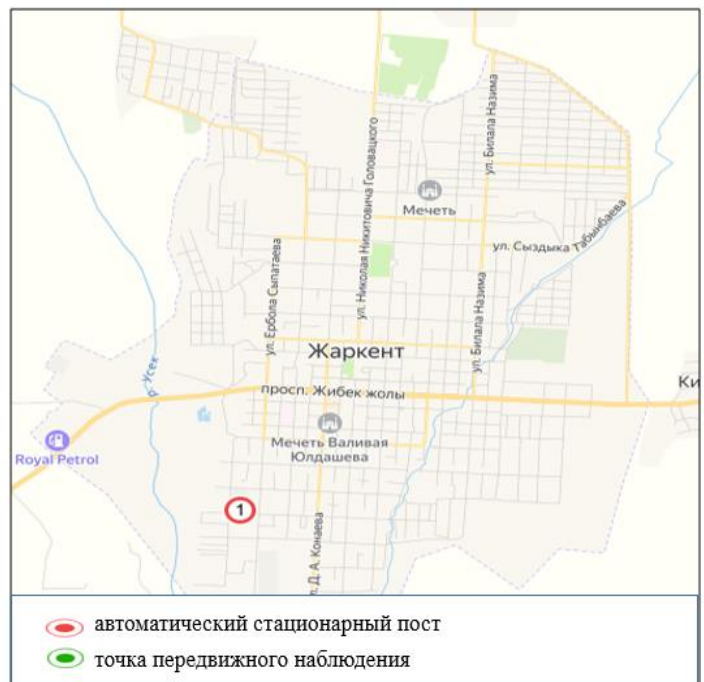 ул. Билала Назима
ул. Николая Никитовича Головацкого
Мечеть
ул. Сыздыка Табынбаева
ул. Ербола Сыпатаева
ул. Билала Назима
Жаркент
р. Усек
просп. Жибек жолы
Ки
Мечеть Валивая
Юлдашева
Royal Petrol
1
л. Д. А. Конаева
автоматический стационарный пост
точка передвижного наблюдения